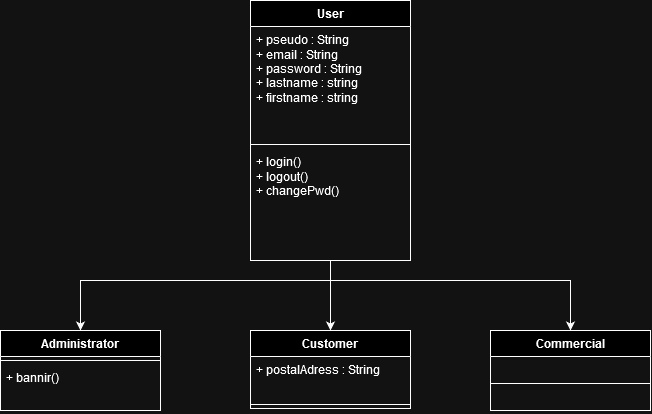 User
+ pseudo : String
+ email : String
+ password : String
+ lastname : string
+ firstname : string
+ login()
+ logout()
+ changePwd()
Administrator
Customer
Commercial
+ bannir()
+ postalAdress : String